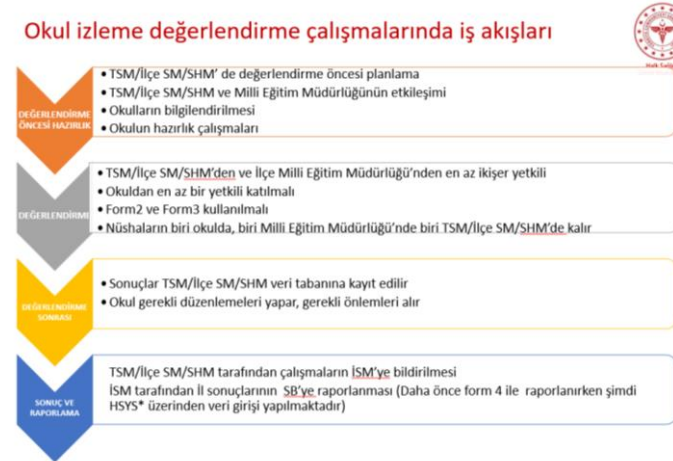 Okul izleme değerlendirme çalışmalarında iş akışları
DEĞERLENDİRME
ÖNCESİ HAZIRLIK
• TSM/İlçe SM/SHM' de değerlendirme öncesi planlama
• TSM/İlçe SM/SHM ve Milli Eğitim Müdürlüğünün etkileşimi
• Okulların bilgilendirilmesi
• Okulun hazırlık çalışmaları
DEĞERLENDİRME
• TSM/İlçe SM/SHM'den ve İlçe Milli Eğitim Müdürlüğü'nden en az ikişer yetkili
• Okuldan en az bir yetkili katılmalı
• Form2 ve Form3 kullanılmalı
• Nüshaların biri okulda, biri Milli Eğitim Müdürlüğü'nde biri TSM/İlçe SM/SHM'de kalır
DEĞERLENDİRME
SONRASI
• Sonuçlar TSM/İlçe SM/SHM veri tabanına kayıt edilir
• Okul gerekli düzenlemeleri yapar, gerekli önlemleri alır
SONUÇ VE
RAPORLAMA
TSM/İlçe SM/SHM tarafından çalışmaların İSM'ye bildirilmesi
İSM tarafından İl sonuçlarının SB'ye raporlanması (Daha önce form 4 ile raporlanırken şimdi
HSYS* üzerinden veri girişi yapılmaktadır)